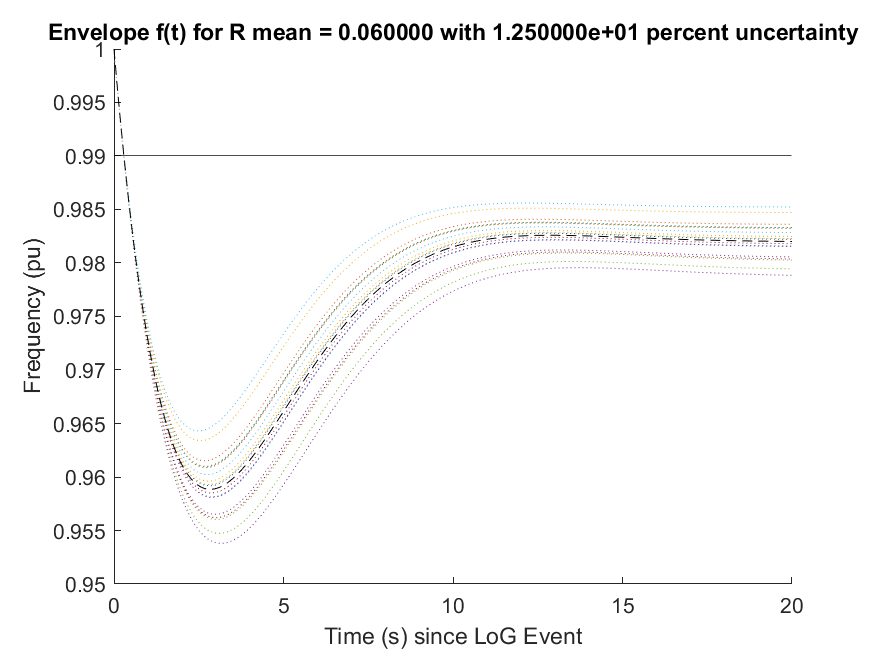 Envelope f(t) for R mean = 0.060000 with 1.250000e+01 percent uncertainty
1
0.995
0.99
0.985
0.98
0.975
0.97
0.965
0.96
0.955
0.95
Frequency (pu)
0 5 10 15 20
Time (s) since LoG Event